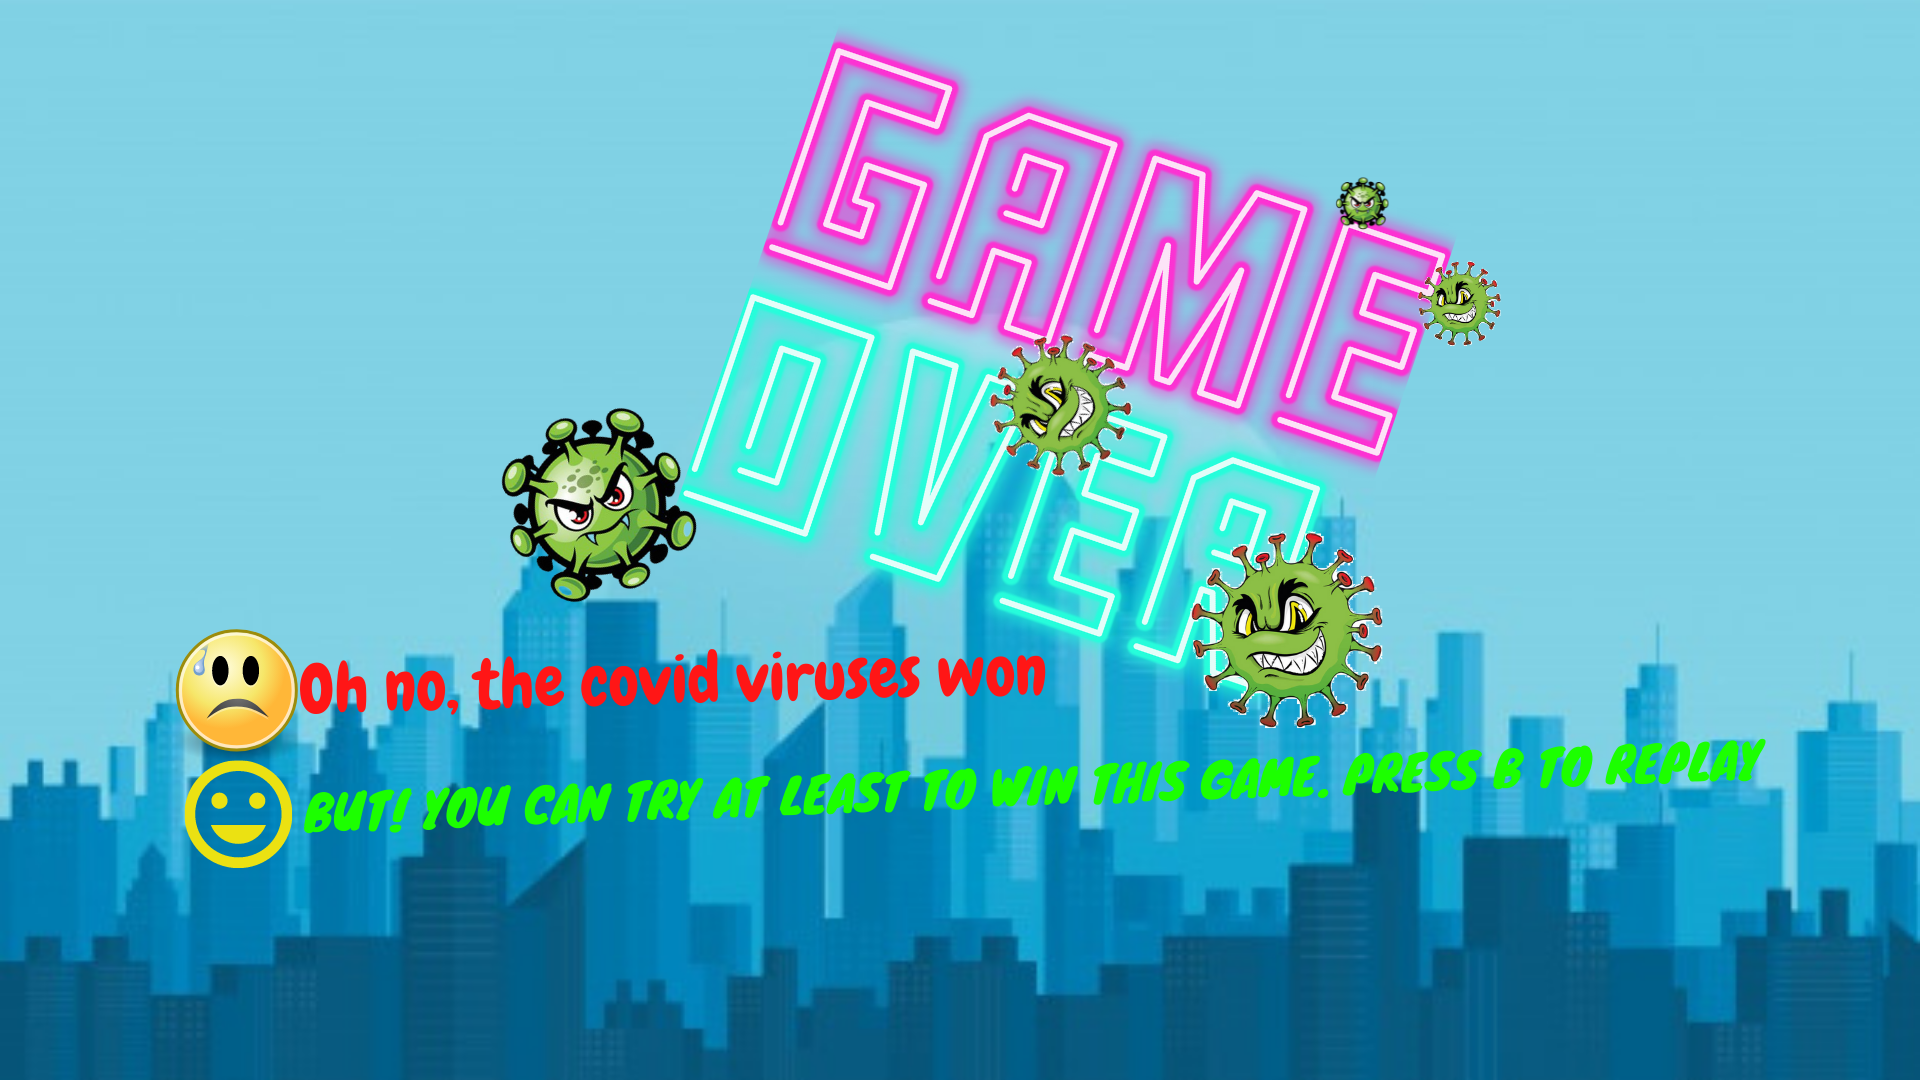 GAME
OVER
Oh no, the covid viruses won
BUT! YOU CAN TRY AT LEAST TO WIN THIS GAME. PRESS B TO REPLAY